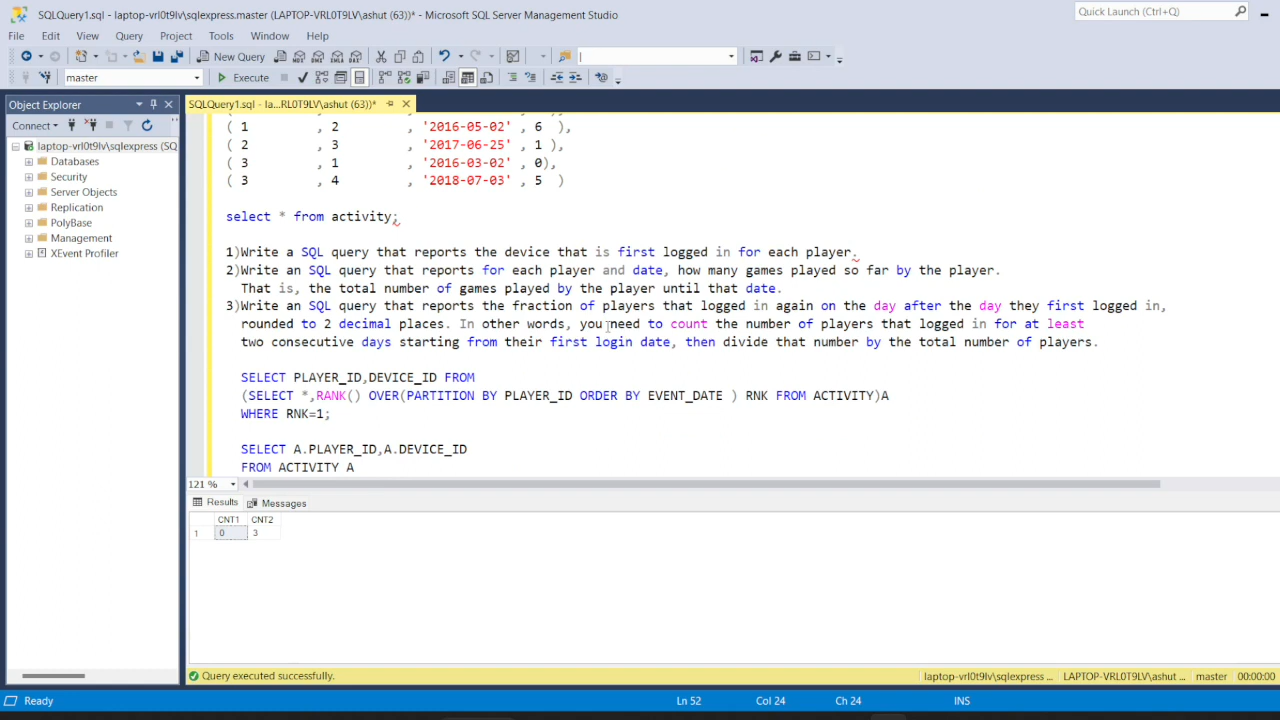 SQLQuery1.sql - laptop-vrl0t9lv\sqlexpress.master (LAPTOP-VRL0T9LV\ashut (63))* - Microsoft SQL Server Management Studio
Quick Launch (Ctrl+Q)
File Edit View Query Project Tools Window Help
New Query
master Execute
Object Explorer
SQLQuery1.sql - la...RL0T9LV\ashut (63))*
Connect
laptop-vrl0t9lv\sqlexpress (SQ
Databases
Security
Server Objects
Replication
PolyBase
Management
XEvent Profiler
( 1 , 2 , '2016-05-02' , 6 ),
( 2 , 3 , '2017-06-25' , 1 ),
( 3 , 1 , '2016-03-02' , 0),
( 3 , 4 , '2018-07-03' , 5 )
select * from activity;
1)Write a SQL query that reports the device that is first logged in for each player.
2)Write an SQL query that reports for each player and date, how many games played so far by the player.
That is, the total number of games played by the player until that date.
3)Write an SQL query that reports the fraction of players that logged in again on the day after the day they first logged in,
rounded to 2 decimal places. In other words, you need to count the number of players that logged in for at least
two consecutive days starting from their first login date, then divide that number by the total number of players.
SELECT PLAYER_ID,DEVICE_ID FROM
(SELECT *,RANK() OVER(PARTITION BY PLAYER_ID ORDER BY EVENT_DATE ) RNK FROM ACTIVITY)A
WHERE RNK=1;
SELECT A.PLAYER_ID,A.DEVICE_ID
FROM ACTIVITY A
121 %
Results Messages
CNT1 CNT2
1 0 3
Query executed successfully.
laptop-vrl0t9lv\sqlexpress ... LAPTOP-VRL0T9LV\ashut ... master 00:00:00
Ready Ln 52 Col 24 Ch 24 INS